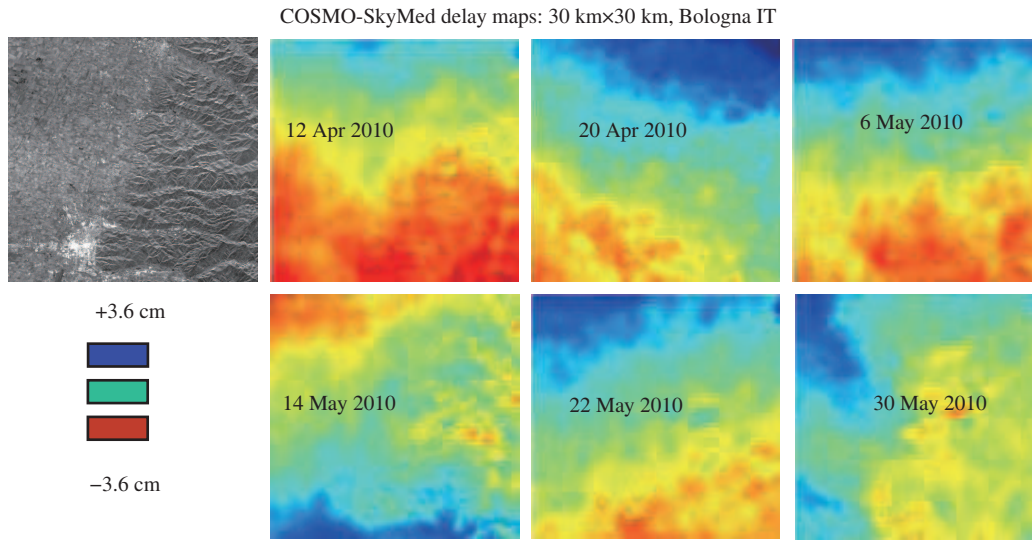 COSMO-SkyMed delay maps: 30 km×30 km, Bologna IT
12 Apr 2010
20 Apr 2010
6 May 2010
+3.6 cm
−3.6 cm
14 May 2010
22 May 2010
30 May 2010